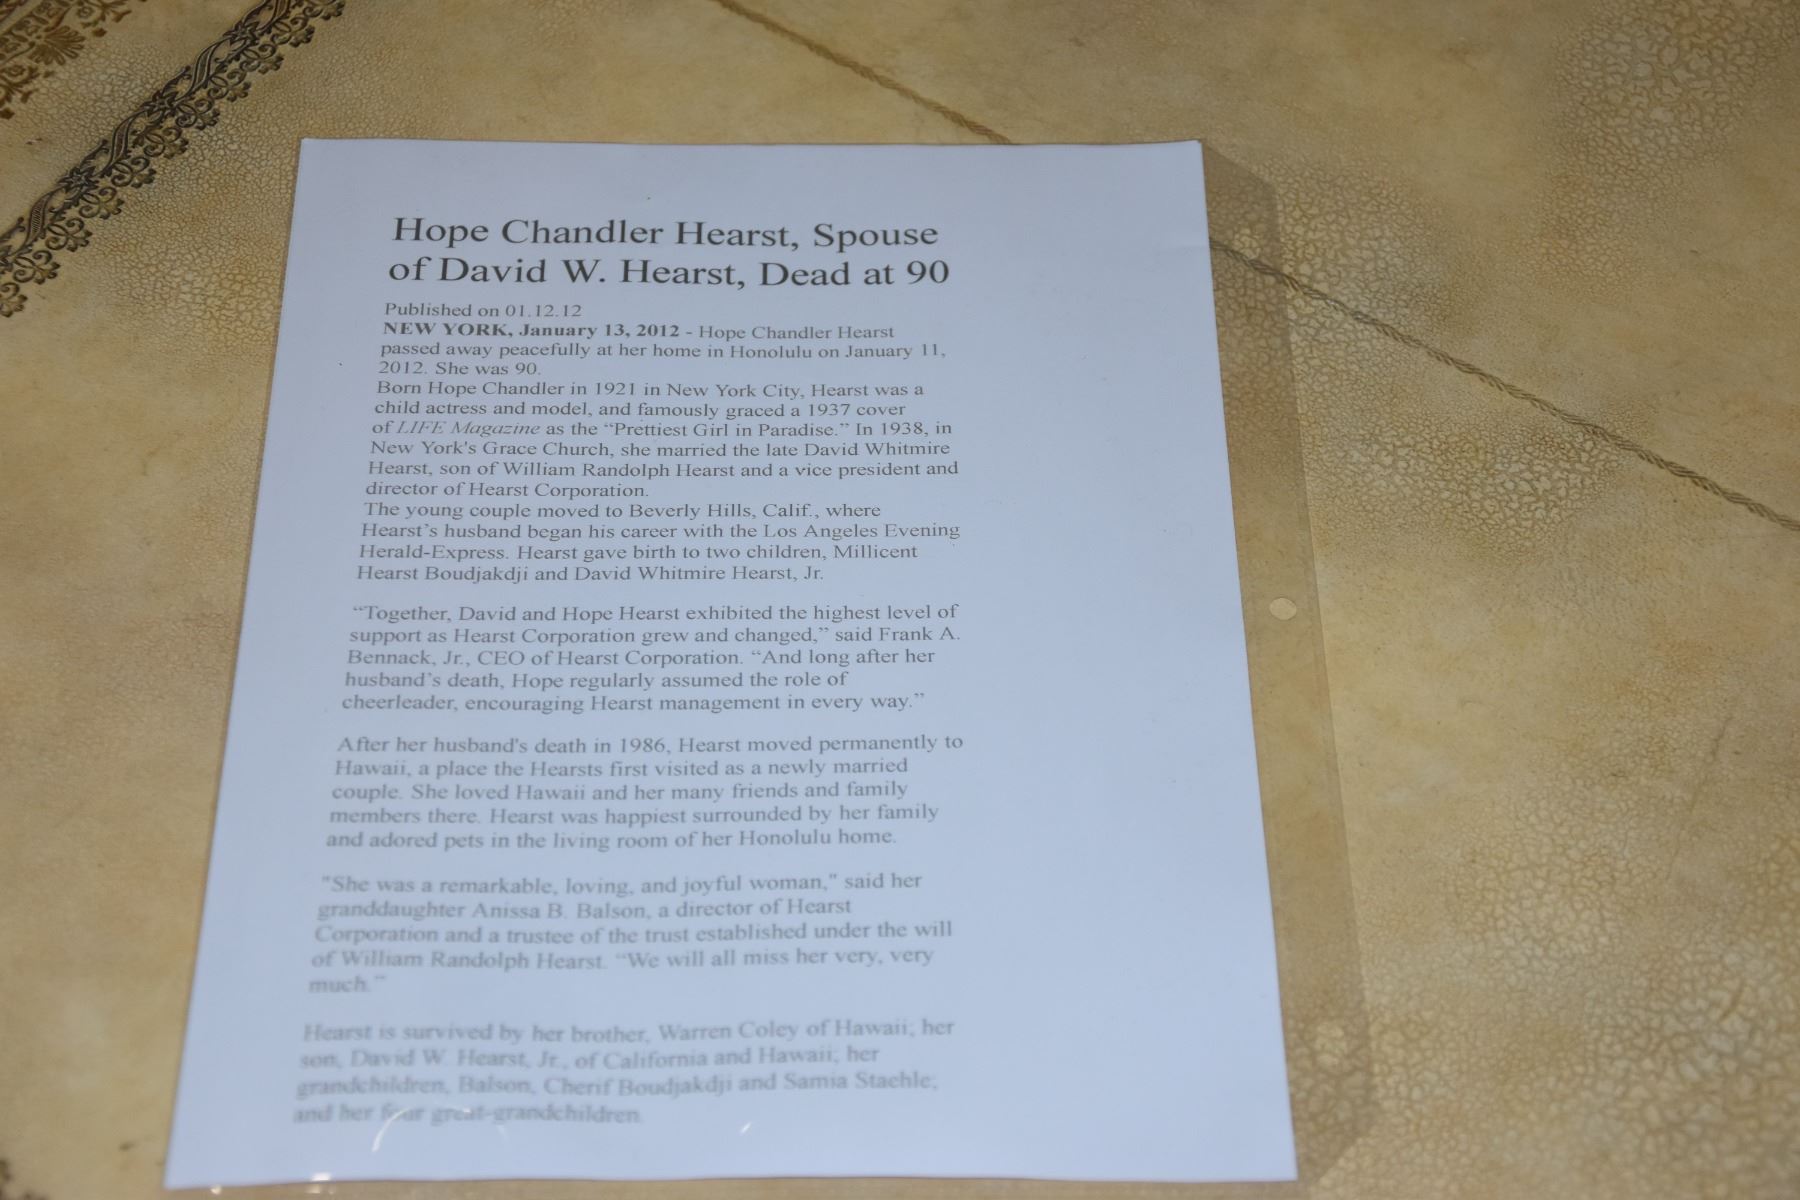 Hope Chandler Hearst, Spouse
of David W. Hearst, Dead at 90
Published on 01.12.12
NEW YORK, January 13, 2012 - Hope Chandler Hearst
passed away peacefully at her home in Honolulu on January 11,
2012. She was 90.
Born Hope Chandler in 1921 in New York City, Hearst was a
child actress and model, and famously graced a 1937 cover
of LIFE Magazine as the “Prettiest Girl in Paradise.” In 1938, in
New York's Grace Church, she married the late David Whitmire
Hearst, son of William Randolph Hearst and a vice president and
director of Hearst Corporation.
The young couple moved to Beverly Hills, Calif., where
Hearst’s husband began his career with the Los Angeles Evening
Herald-Express. Hearst gave birth to two children, Millicent
Hearst Boudjakdji and David Whitmire Hearst, Jr.
“Together, David and Hope Hearst exhibited the highest level of
support as Hearst Corporation grew and changed,” said Frank A.
Bennack, Jr., CEO of Hearst Corporation. “And long after her
husband’s death, Hope regularly assumed the role of
cheerleader, encouraging Hearst management in every way.”
After her husband's death in 1986, Hearst moved permanently to
Hawaii, a place the Hearsts first visited as a newly married
couple. She loved Hawaii and her many friends and family
members there. Hearst was happiest surrounded by her family
and adored pets in the living room of her Honolulu home.
"She was a remarkable, loving, and joyful woman," said her
granddaughter Anissa B. Balson, a director of Hearst
Corporation and a trustee of the trust established under the will
of William Randolph Hearst. “We will all miss her very, very
much.”
Hearst is survived by her brother, Warren Coley of Hawaii; her
son, David W. Hearst, Jr., of California and Hawaii; her
grandchildren, Balson, Cherif Boudjakdji and Samia Staehle;
and her four great-grandchildren.